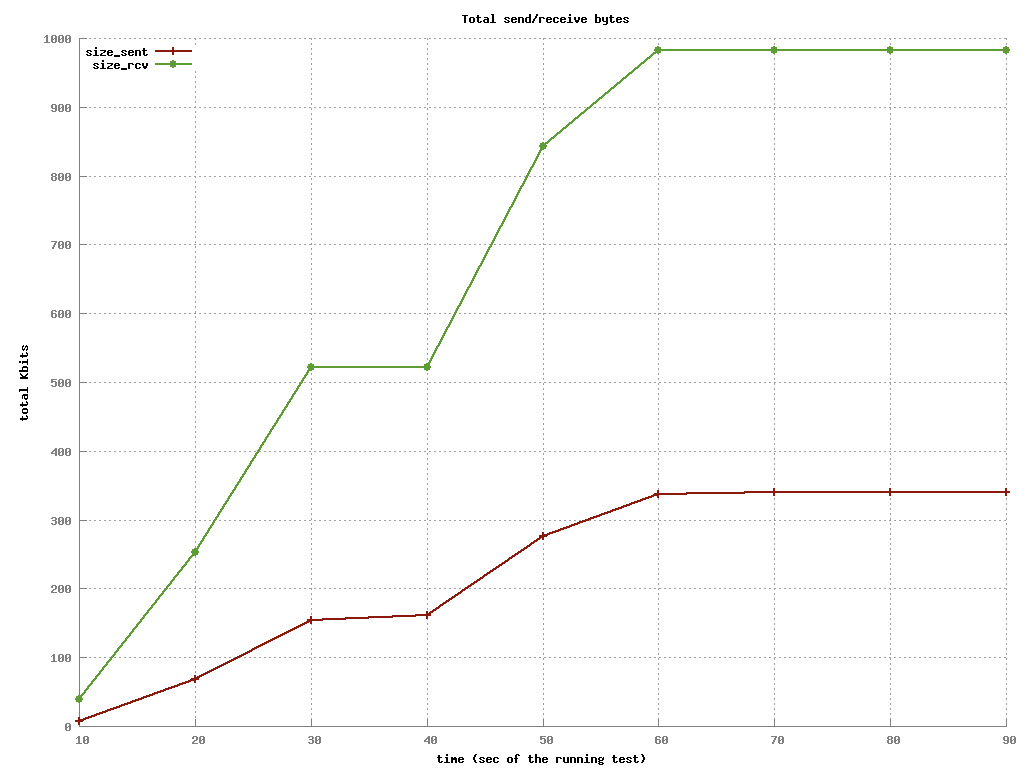 Total send/receive bytes
size_sent
size_rcv
1000
900
800
700
600
500
400
300
200
100
0
total Kbits
10 20 30 40 50 60 70 80 90
time (sec of the running test)